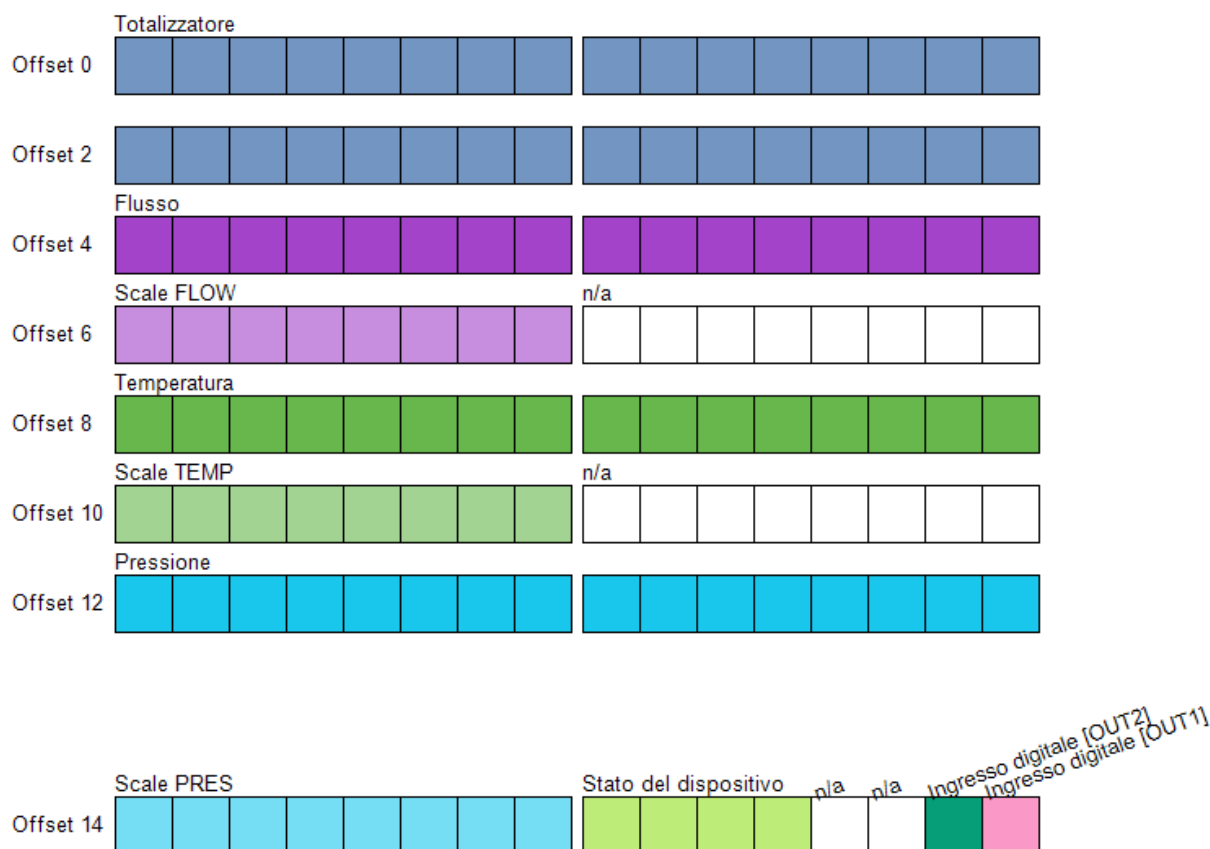 Totalizzatore
Offset 0
Offset 2
Flusso
Offset 4
Scale FLOW n/a
Offset 6
Temperatura
Offset 8
Scale TEMP n/a
Offset 10
Pressione
Offset 12
Scale PRES Stato del dispositivo n/a n/a Ingresso digitale [OUT2] Ingresso digitale [OUT1]
Offset 14